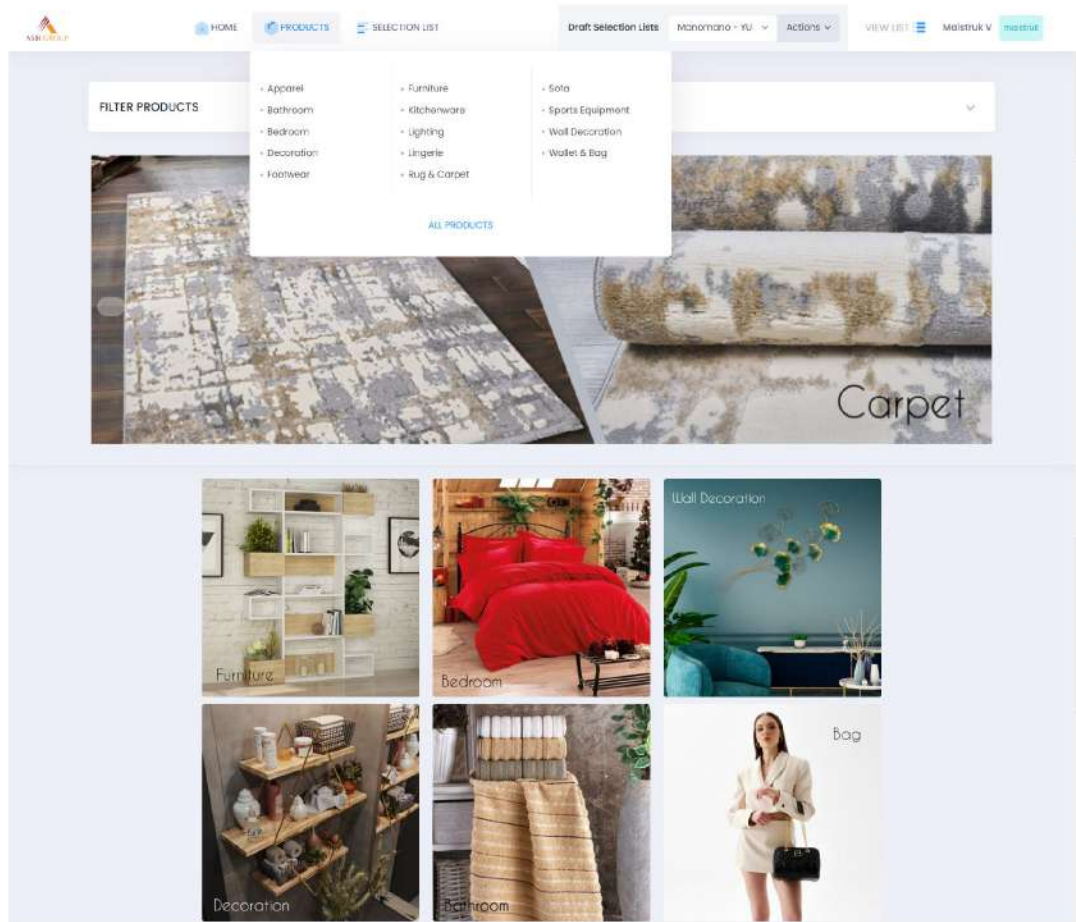 HOME
PRODUCTS
SELECTION LIST
Draft Selection Lists
Manomano - YU
Actions
VIEW LIST
Maistruk V
maistruk
FILTER PRODUCTS
Apparel
Bathroom
Bedroom
Decoration
Footwear
Furniture
Kitchenware
Lighting
Lingerie
Rug & Carpet
Sofa
Sports Equipment
Wall Decoration
Wallet & Bag
ALL PRODUCTS
Carpet
Furniture
Bedroom
Wall Decoration
Decoration
Bathroom
Bag